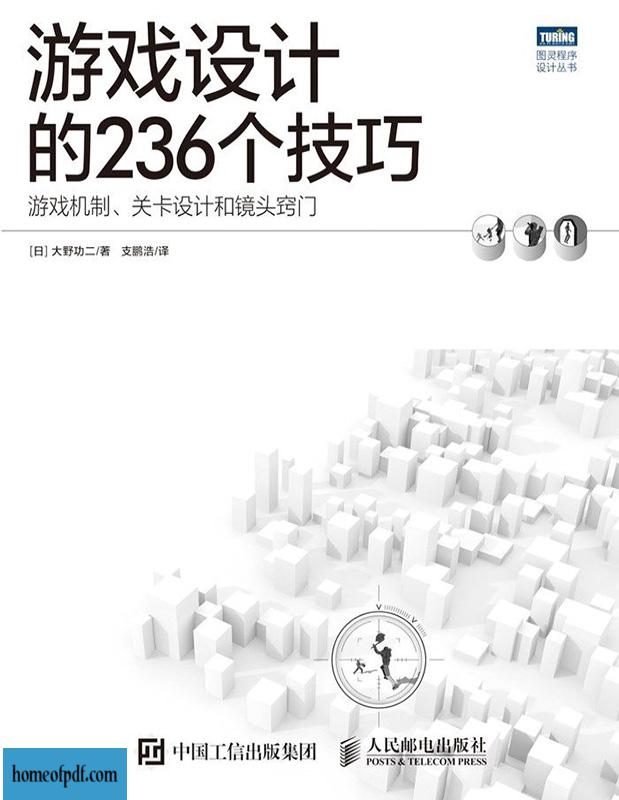 游戏设计
的236个技巧
游戏机制、关卡设计和镜头窍门
[日] 大野功二/著 支鹏浩/译
TURING
图灵程序
设计丛书
中国工信出版集团
人民邮电出版社
POSTS & TELECOM PRESS
homeofpdf.com